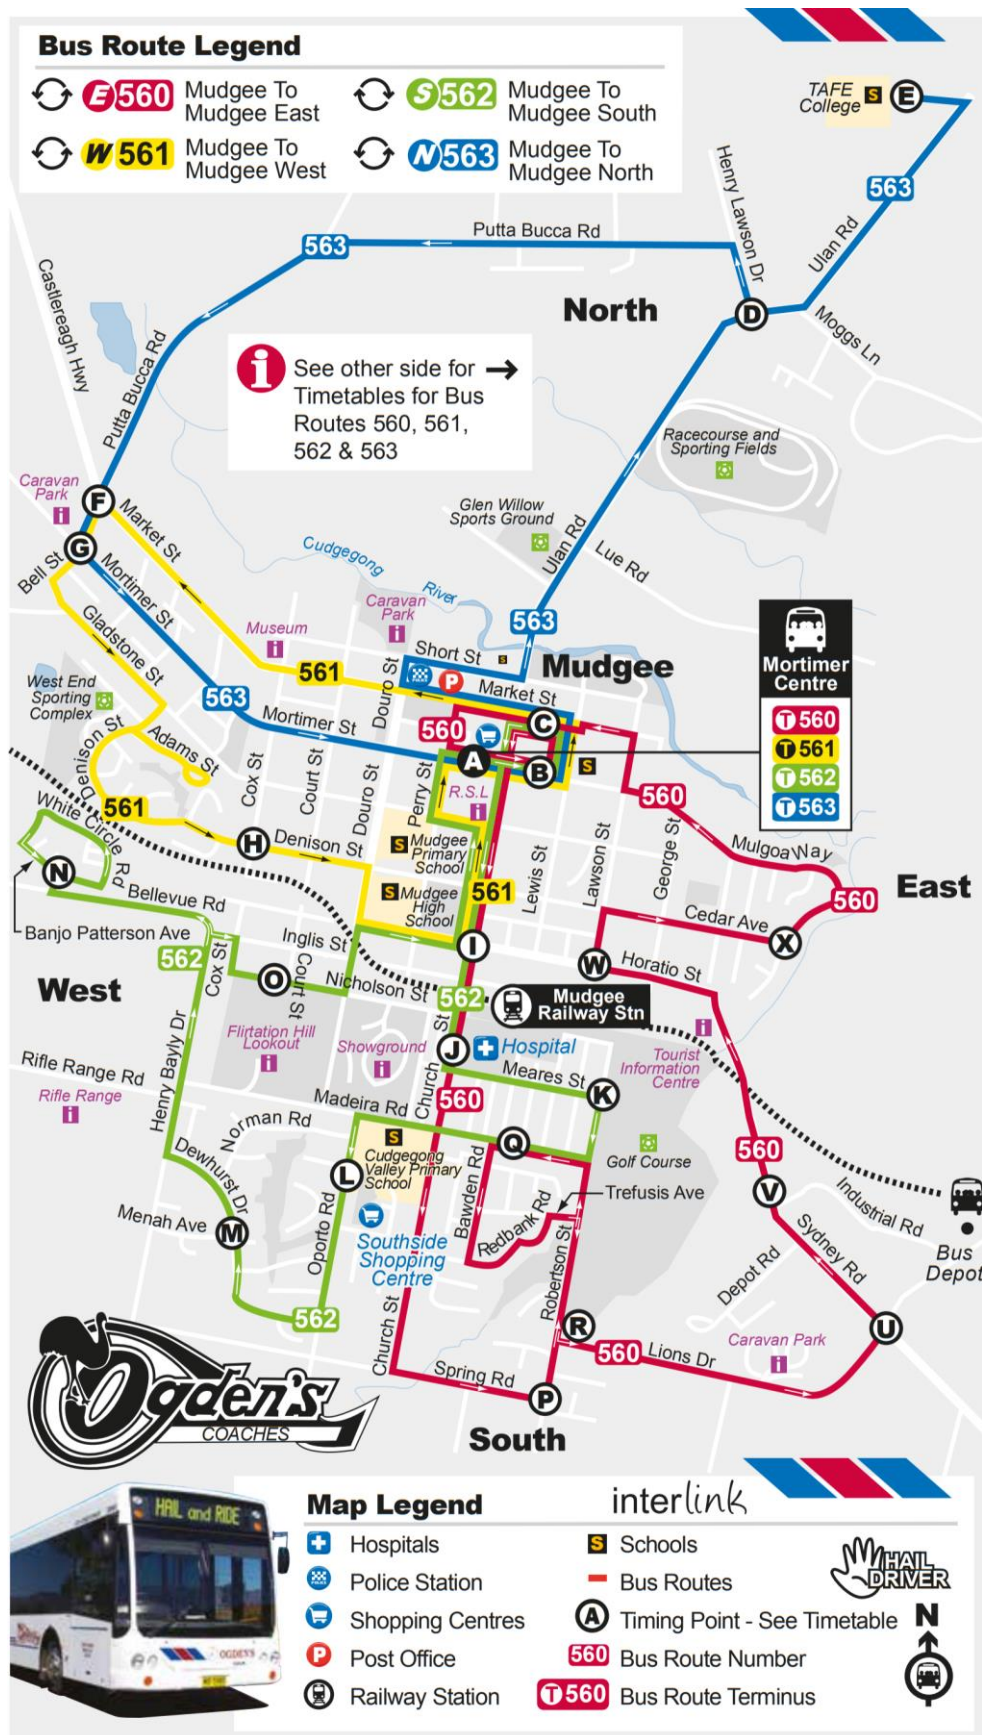 Bus Route Legend
E 560 Mudgee To
Mudgee East
S 562 Mudgee To
Mudgee South
W 561 Mudgee To
Mudgee West
N 563 Mudgee To
Mudgee North
TAFE
College
S
E
563
Henry Lawson Dr
Ulan Rd
Putta Bucca Rd
563
Castlereagh Hwy
North
D
Moggs Ln
Putta Bucca Rd
i
See other side for →
Timetables for Bus
Routes 560, 561,
562 & 563
Racecourse and
Sporting Fields
Caravan
Park
i
F
Market St
Glen Willow
Sports Ground
Ulan Rd
Lue Rd
G
Bell St
Mortimer St
Cudgegong
River
Gladstone St
Caravan
Park
i
Museum
i
563
Short St
S
Mudgee
Mortimer
Centre
T 560
T 561
T 562
T 563
West End
Sporting
Complex
561
Douro St
P
Market St
563
Mortimer St
560
C
A
B
S
Denison St
Adams St
Cox St
Court St
Douro St
Perry St
R.S.L
i
560
561
White Circle
Rd
H
Denison St
S
Mudgee
Primary
School
S
Mudgee
High
School
Lewis St
Lawson St
George St
Mulgoa Way
East
560
N
Bellevue Rd
561
Cedar Ave
X
Banjo Patterson Ave
562
Cox St
Inglis St
I
W
Horatio St
West
O
Court St
Nicholson St
562
Mudgee
Railway Stn
Flirtation Hill
Lookout
i
Showground
i
Church St
J
Hospital
Meares St
i
Tourist
Information
Centre
Rifle Range Rd
Rifle Range
i
Henry Bayly Dr
Madeira Rd
560
K
Norman Rd
S
Cudgegong
Valley Primary
School
Q
Golf Course
560
Dewhurst Dr
L
Bawden Rd
Redbank Rd
Trefusis Ave
V
Industrial Rd
Menah Ave
M
Oporto Rd
Southside
Shopping
Centre
Robertson St
Sydney Rd
Depot Rd
Bus
Depot
562
Church St
R
560
Lions Dr
Caravan Park
i
U
Spring Rd
P
Ogden's
COACHES
South
HAIL and RIDE
OGDEN'S
Map Legend
interlink
Hospitals
S Schools
Police Station
Bus Routes
Shopping Centres
A Timing Point - See Timetable
P Post Office
560 Bus Route Number
Railway Station
T 560 Bus Route Terminus
HAIL
DRIVER
N